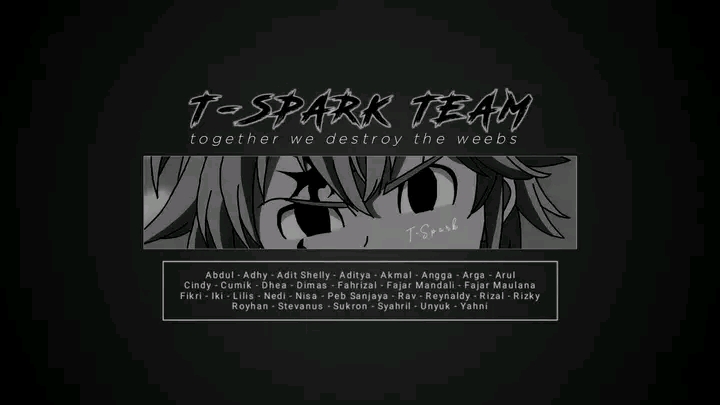 T-SPARK TEAM
together we destroy the weebs
T-Spark
Abdul - Adhy - Adit Shelly - Aditya - Akmal - Angga - Arga - Arul
Cindy - Cumik - Dhea - Dimas - Fahrizal - Fajar Mandali - Fajar Maulana
Fikri - Iki - Lilis - Nedi - Nisa - Peb Sanjaya - Rav - Reynaldy - Rizal - Rizky
Royhan - Stevanus - Sukron - Syahril - Unyuk - Yahni